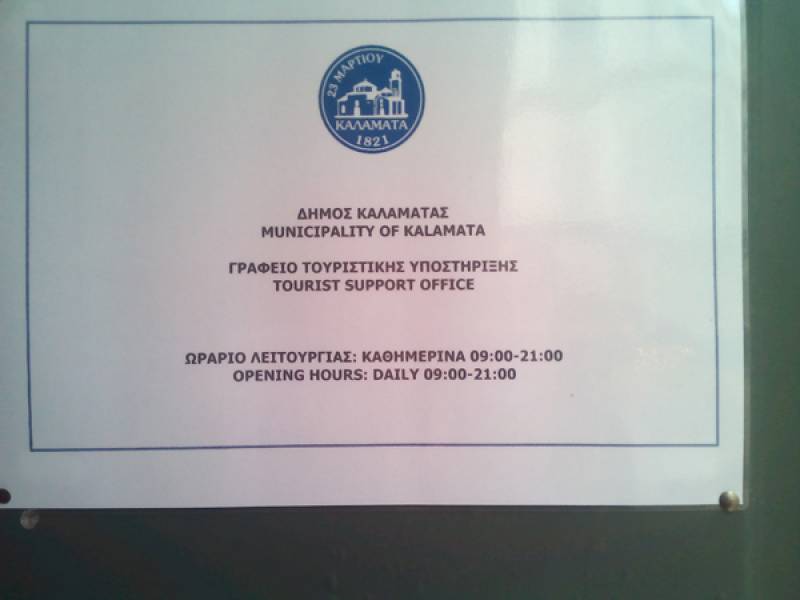 23 ΜΑΡΤΙΟΥ
ΚΑΛΑΜΑΤΑ
1821
ΔΗΜΟΣ ΚΑΛΑΜΑΤΑΣ
MUNICIPALITY OF KALAMATA
ΓΡΑΦΕΙΟ ΤΟΥΡΙΣΤΙΚΗΣ ΥΠΟΣΤΗΡΙΞΗΣ
TOURIST SUPPORT OFFICE
ΩΡΑΡΙΟ ΛΕΙΤΟΥΡΓΙΑΣ: ΚΑΘΗΜΕΡΙΝΑ 09:00-21:00
OPENING HOURS: DAILY 09:00-21:00